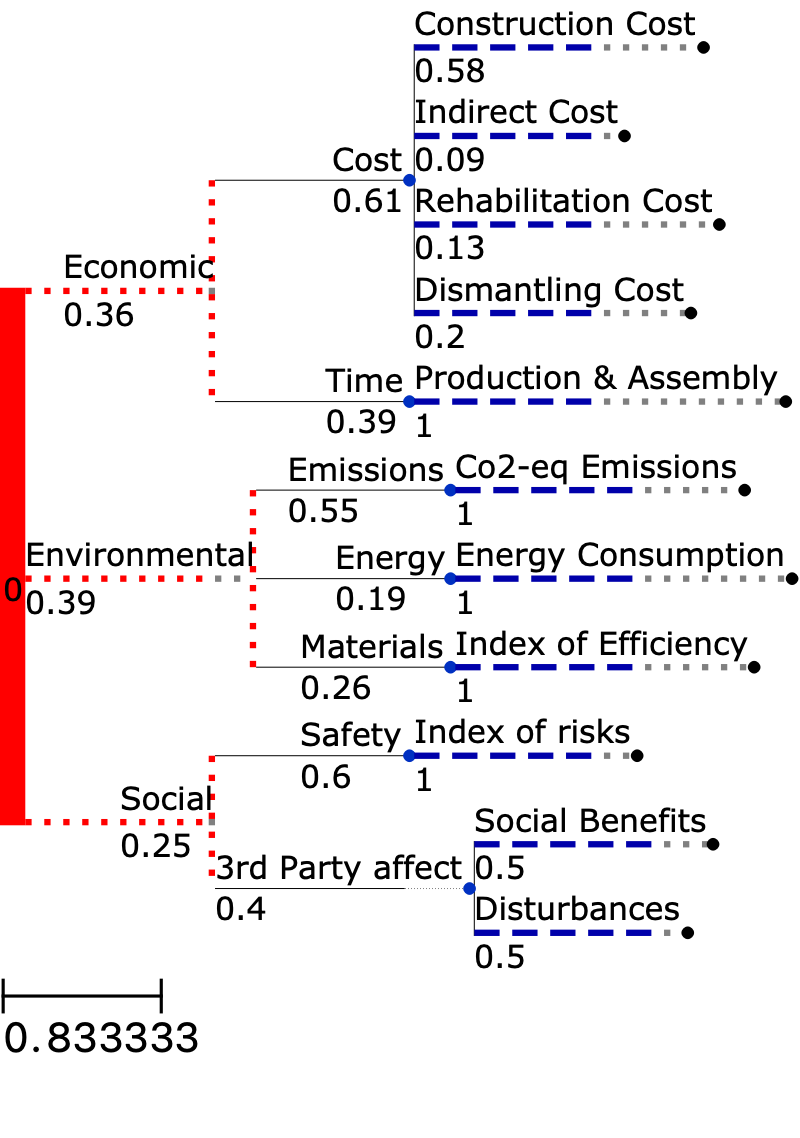 Construction Cost
0.58
Indirect Cost
0.09
Cost
0.61
Rehabilitation Cost
0.13
Economic
0.36
Dismantling Cost
0.2
Time
0.39
Production & Assembly
1
Emissions
0.55
Co2-eq Emissions
1
0
Environmental
0.39
Energy
0.19
Energy Consumption
1
Materials
0.26
Index of Efficiency
1
Safety
0.6
Index of risks
1
Social
0.25
Social Benefits
0.5
3rd Party affect
0.4
Disturbances
0.5
0.833333